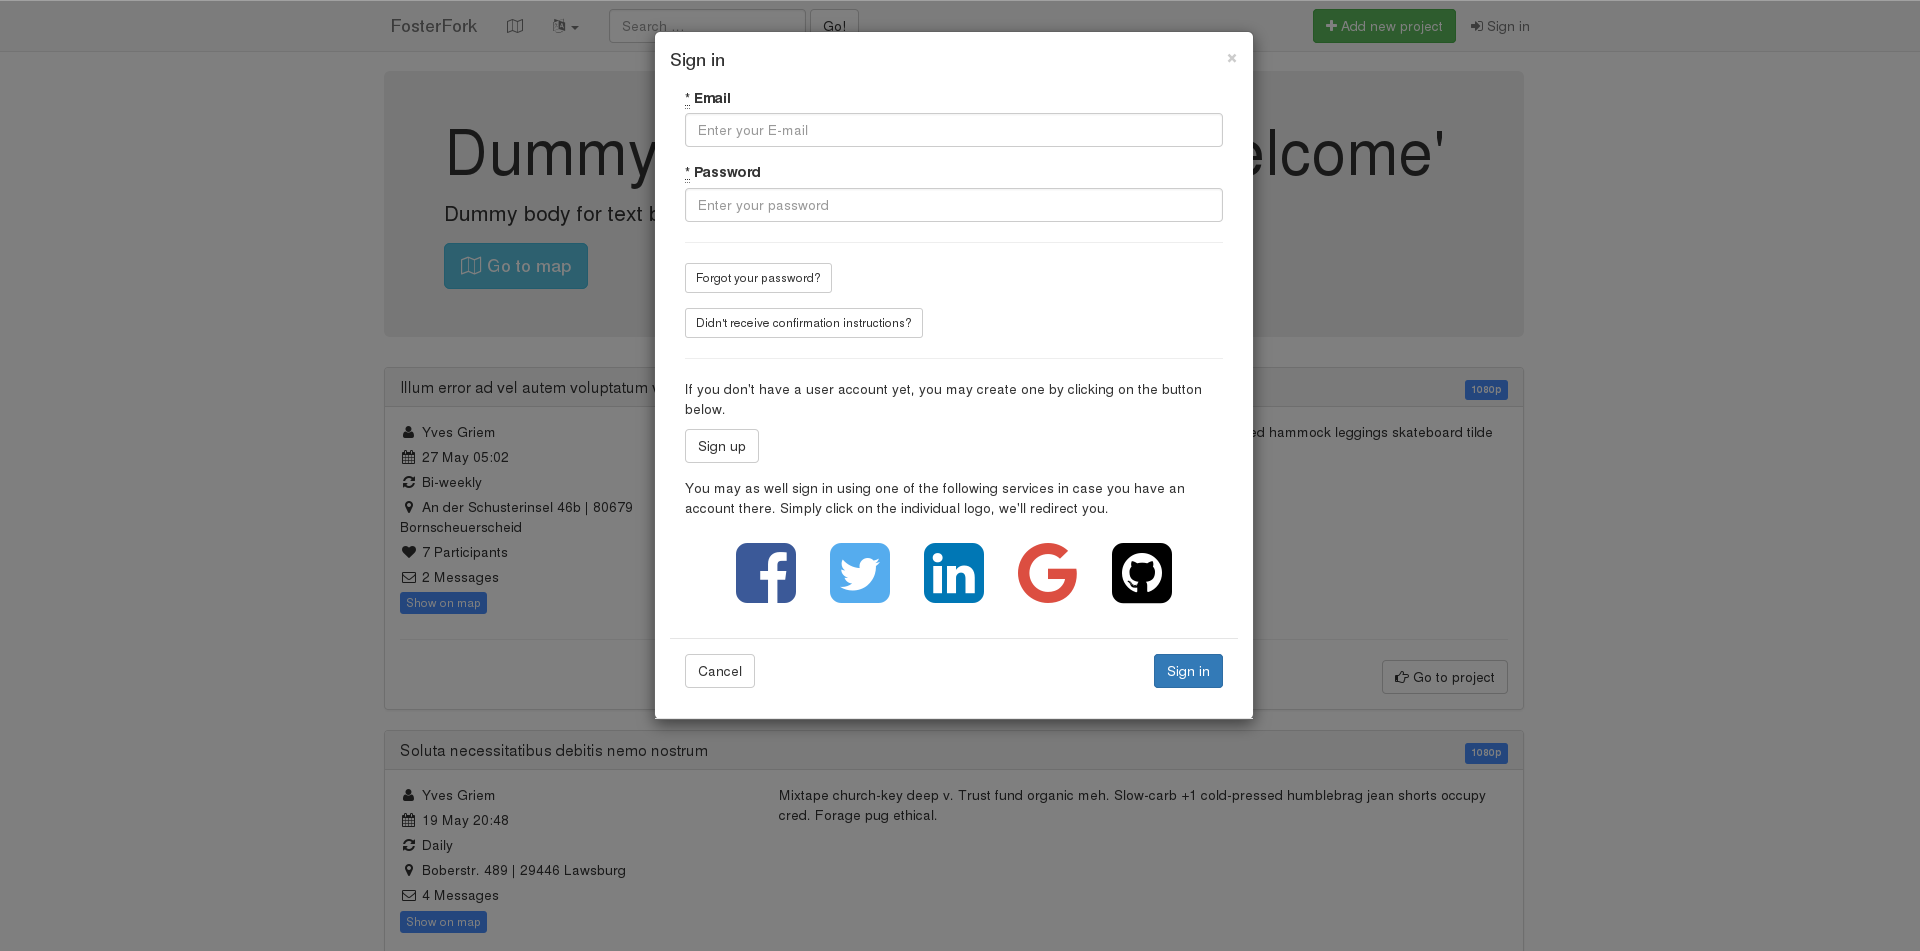 FosterFork
Search ...
Go!
Add new project
Sign in
Sign in
×
* Email
Enter your E-mail
* Password
Enter your password
Forgot your password?
Didn't receive confirmation instructions?
If you don't have a user account yet, you may create one by clicking on the button
below.
Sign up
You may as well sign in using one of the following services in case you have an
account there. Simply click on the individual logo, we'll redirect you.
Cancel
Sign in
Dummy
elcome'
Dummy body for text
Go to map
Illum error ad vel autem voluptatum
1080p
Yves Griem
27 May 05:02
Bi-weekly
An der Schusterinsel 46b | 80679
Bornscheuerscheid
7 Participants
2 Messages
Show on map
hammock leggings skateboard tilde
Go to project
Soluta necessitatibus debitis nemo nostrum
1080p
Yves Griem
19 May 20:48
Daily
Boberstr. 489 | 29446 Lawsburg
4 Messages
Show on map
Mixtape church-key deep v. Trust fund organic meh. Slow-carb +1 cold-pressed humblebrag jean shorts occupy
cred. Forage pug ethical.